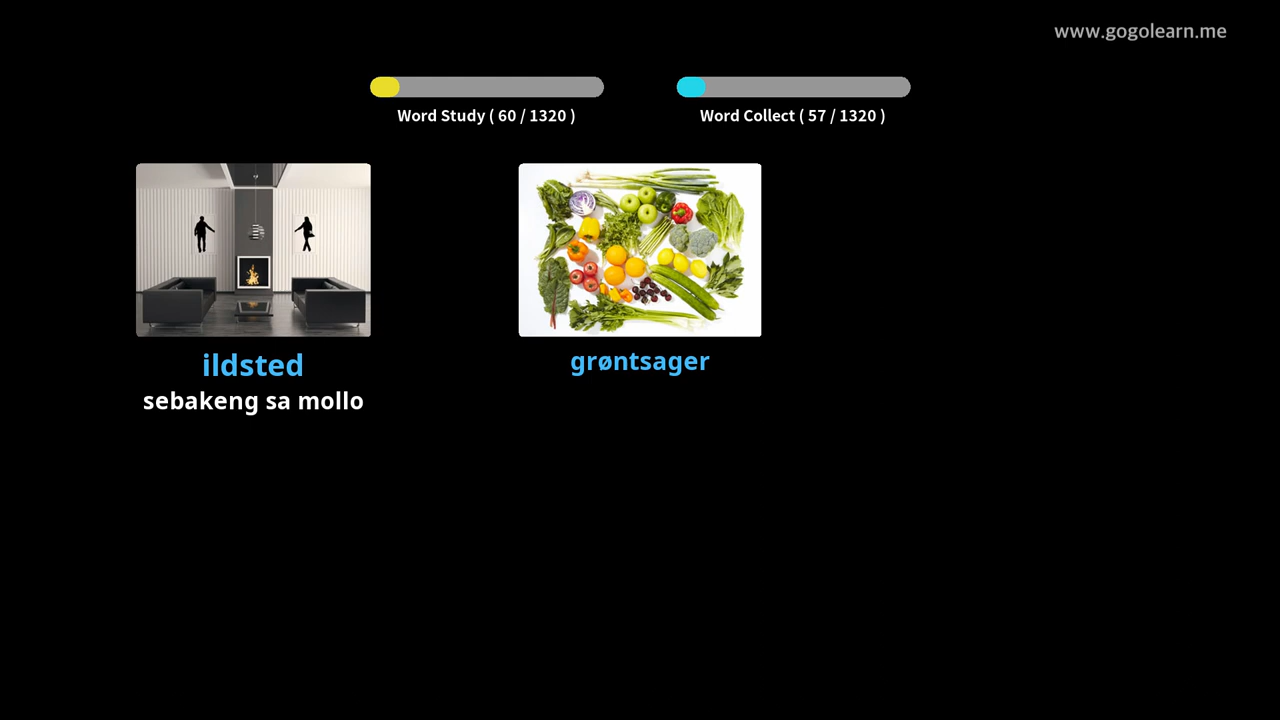 www.gogolearn.me
Word Study ( 60 / 1320 )
Word Collect ( 57 / 1320 )
ildsted
sebakeng sa mollo
grøntsager